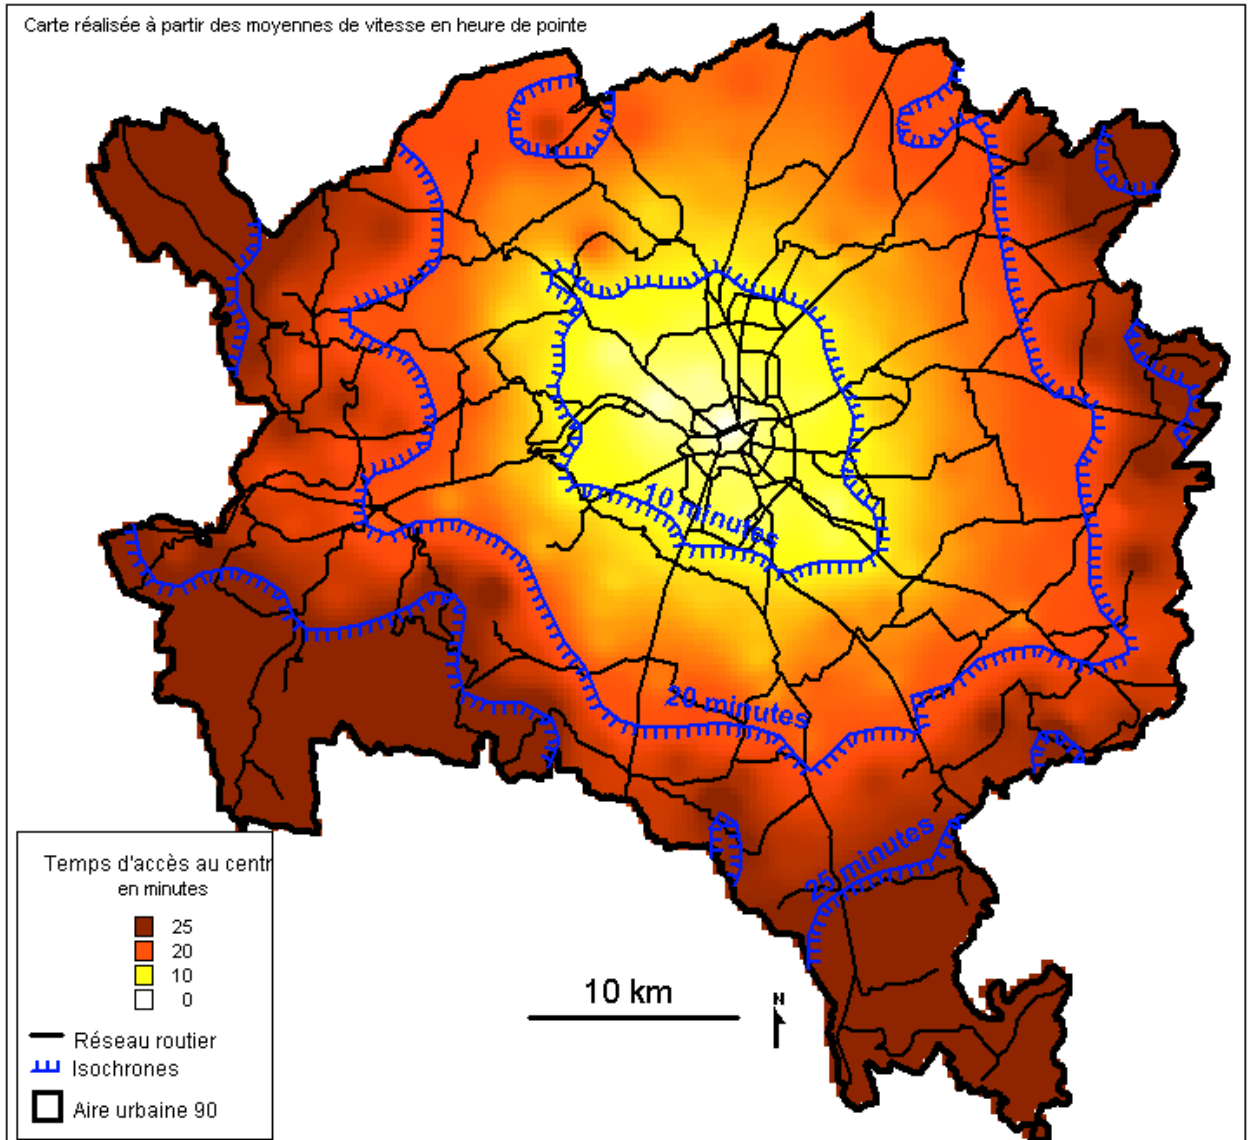 Carte réalisée à partir des moyennes de vitesse en heure de pointe
10 minutes
20 minutes
25 minutes
Temps d'accès au centr
en minutes
25
20
10
0
Réseau routier
Isochrones
Aire urbaine 90
10 km
N